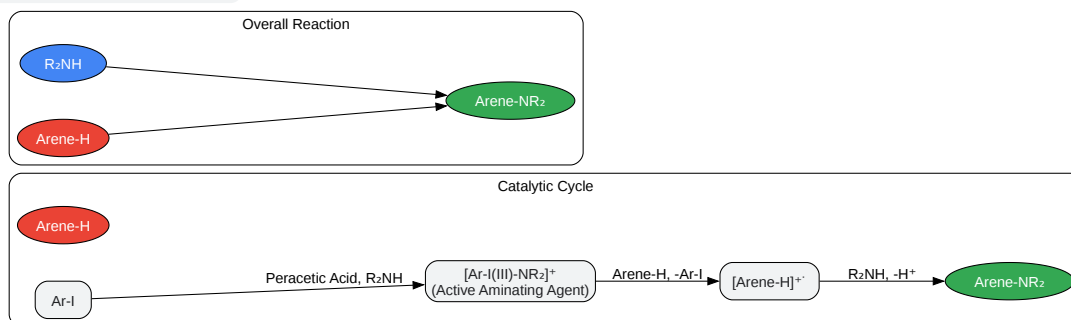 Overall Reaction
R₂NH
Arene-NR₂
Arene-H
Catalytic Cycle
Arene-H
Ar-I
Peracetic Acid, R₂NH
[Ar-I(III)-NR₂]⁺
(Active Aminating Agent)
Arene-H, -Ar-I
[Arene-H]⁺˙
R₂NH, -H⁺
Arene-NR₂